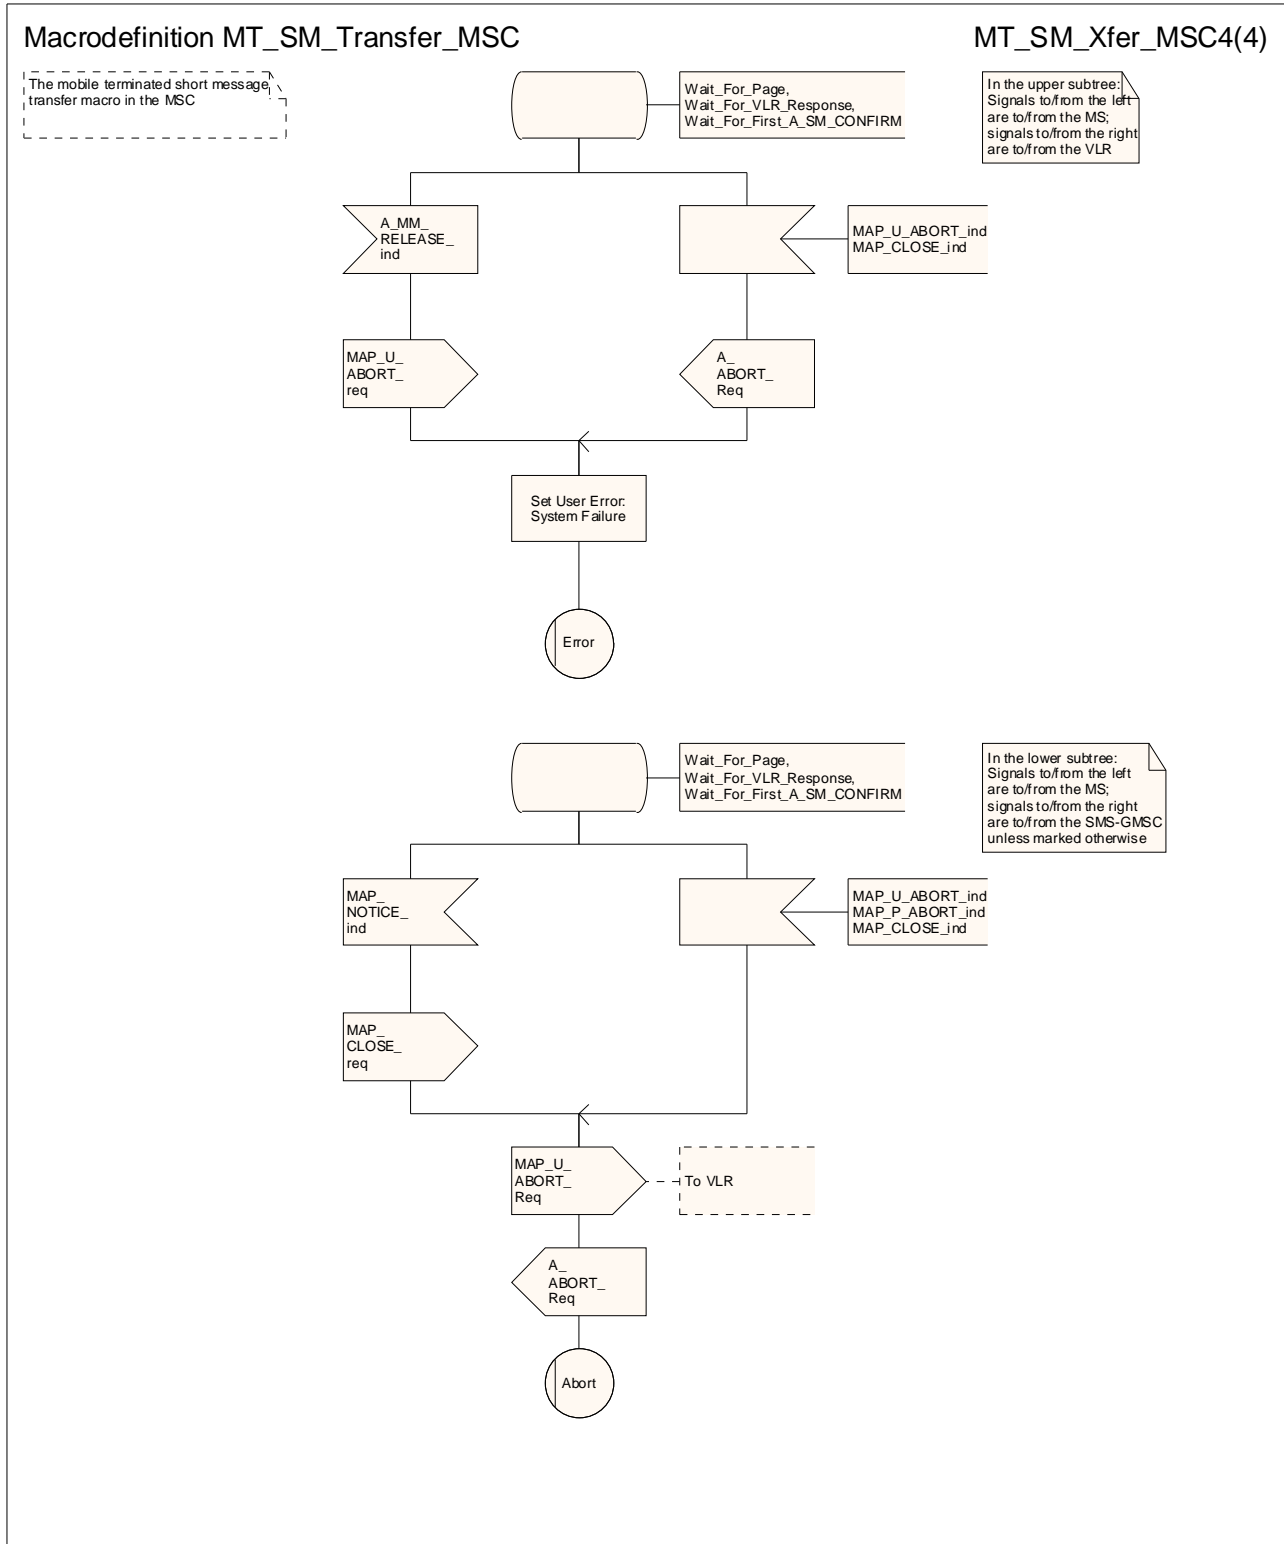 Macrodefinition MT_SM_Transfer_MSC
MT_SM_Xfer_MSC4(4)
The mobile terminated short message
transfer macro in the MSC
Wait_For_Page,
Wait_For_VLR_Response,
Wait_For_First_A_SM_CONFIRM
In the upper subtree:
Signals to/from the left
are to/from the MS;
signals to/from the right
are to/from the VLR
A_MM_
RELEASE_
ind
MAP_U_ABORT_ind
MAP_CLOSE_ind
MAP_U_
ABORT_
req
A_
ABORT_
Req
Set User Error:
System Failure
Error
Wait_For_Page,
Wait_For_VLR_Response,
Wait_For_First_A_SM_CONFIRM
In the lower subtree:
Signals to/from the left
are to/from the MS;
signals to/from the right
are to/from the SMS-GMSC
unless marked otherwise
MAP_
NOTICE_
ind
MAP_U_ABORT_ind
MAP_P_ABORT_ind
MAP_CLOSE_ind
MAP_
CLOSE_
req
MAP_U_
ABORT_
Req
To VLR
A_
ABORT_
Req
Abort